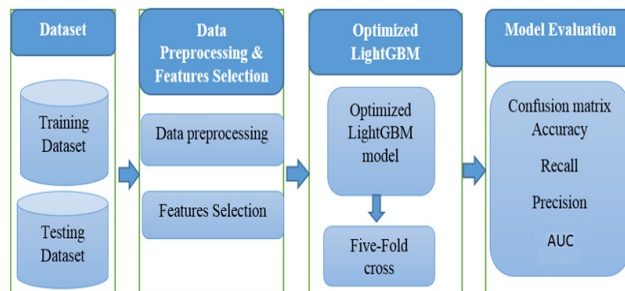 Dataset
Training
Dataset
Testing
Dataset
Data
Preprocessing &
Features Selection
Data preprocessing
Features Selection
Optimized
LightGBM
Optimized
LightGBM
model
Five-Fold
cross
Model Evaluation
Confusion matrix
Accuracy
Recall
Precision
AUC